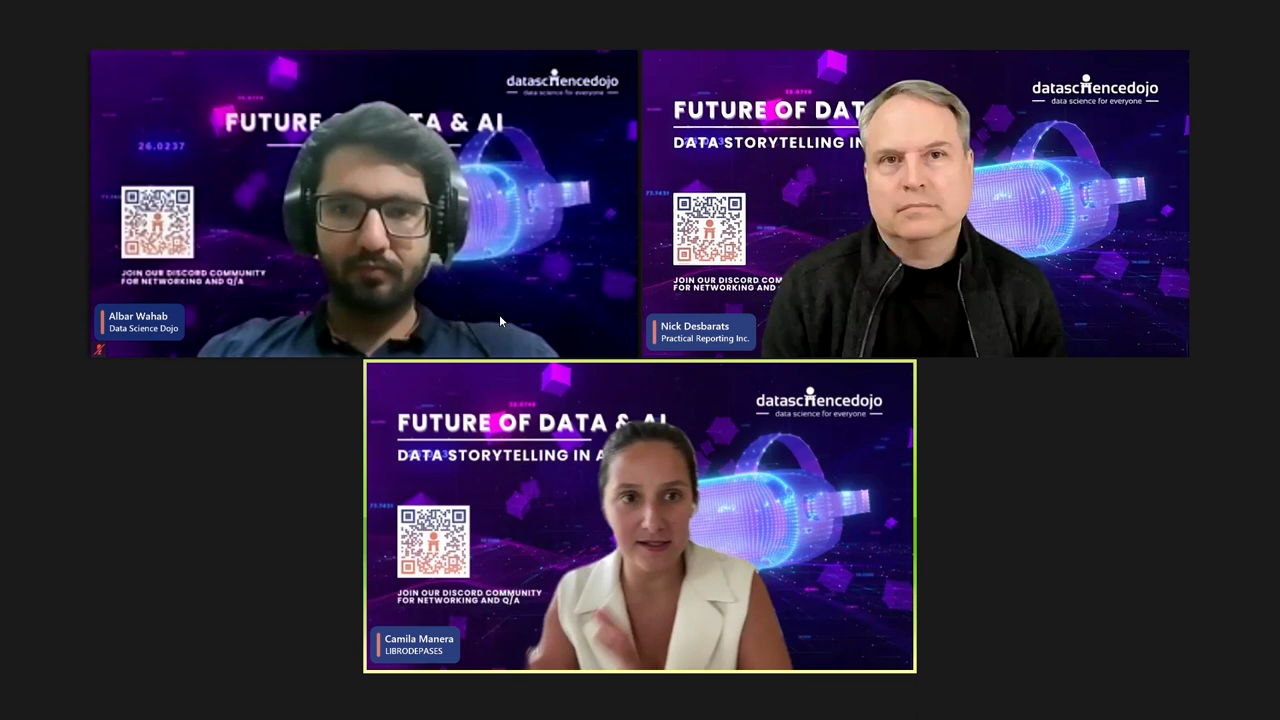 datasciencedojo
data science for everyone
FUTURE OF DATA & AI
26.0237
JOIN OUR DISCORD COMMUNITY
FOR NETWORKING AND Q/A
Albar Wahab
Data Science Dojo
datasciencedojo
data science for everyone
FUTURE OF DAT
DATA STORYTELLING IN
JOIN OUR DISCORD COM
FOR NETWORKING AND
Nick Desbarats
Practical Reporting Inc.
datasciencedojo
data science for everyone
FUTURE OF DATA & AI
DATA STORYTELLING IN A
JOIN OUR DISCORD COMMUNITY
FOR NETWORKING AND Q/A
Camila Manera
LIBRODEPASES